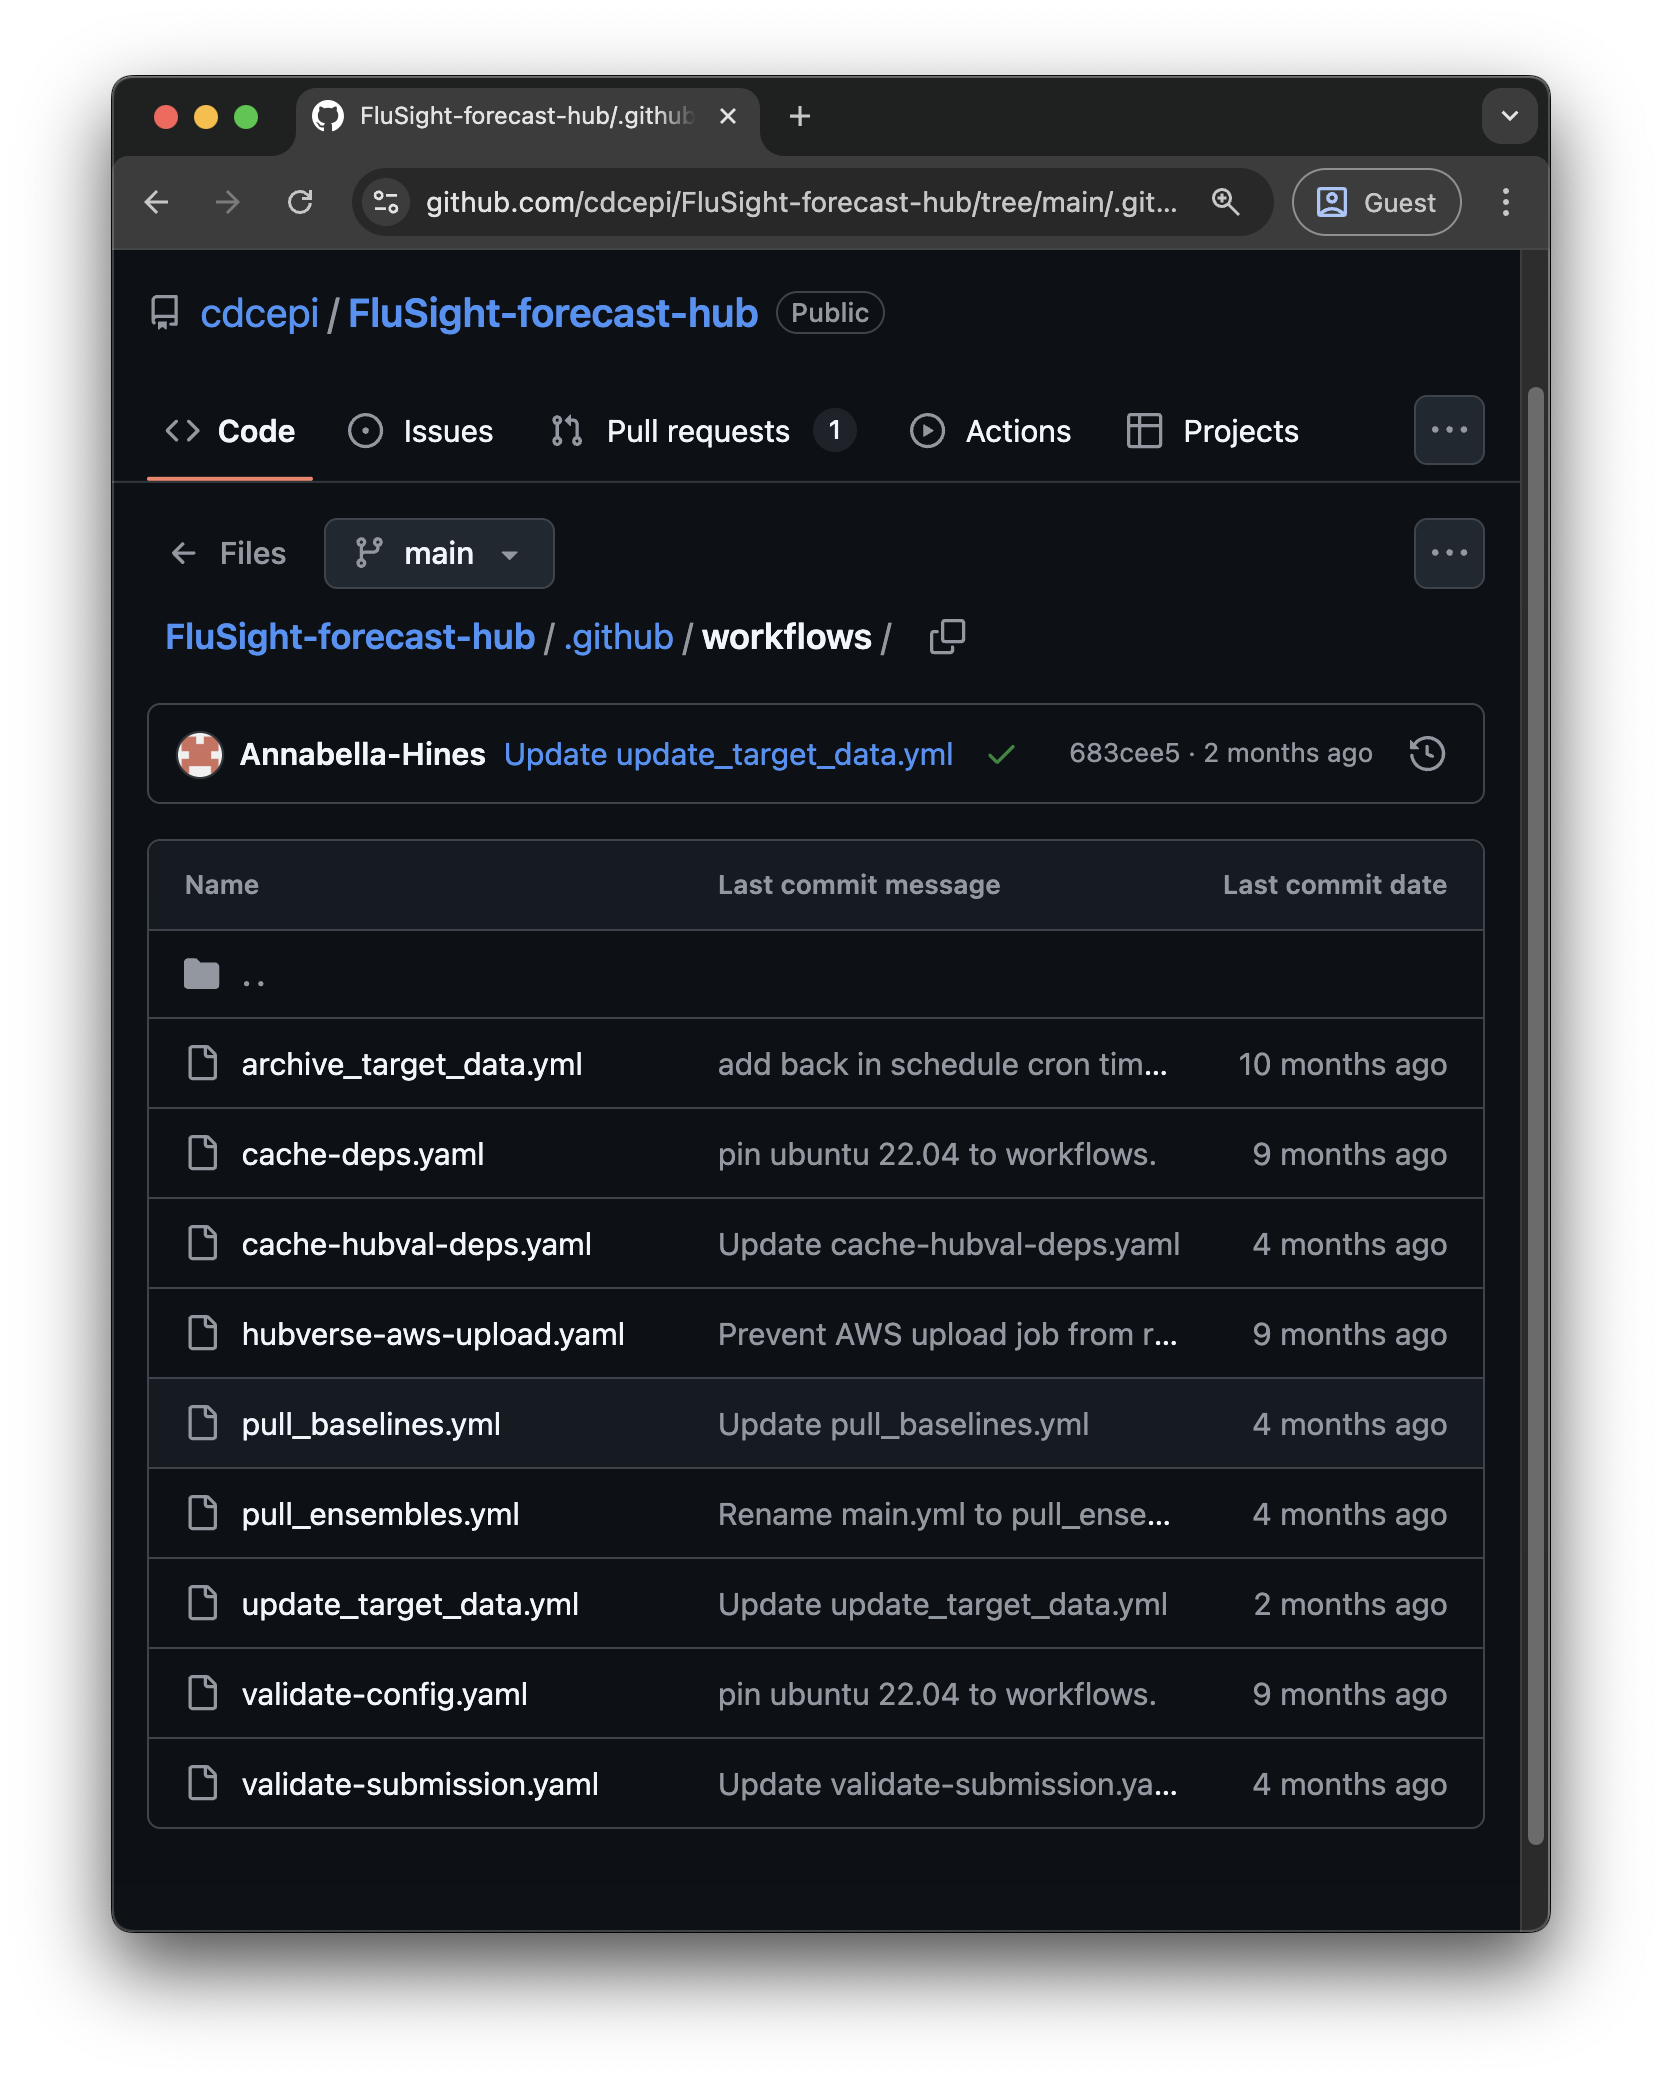 FluSight-forecast-hub/.github
github.com/cdcepi/FluSight-forecast-hub/tree/main/.git...
Guest
cdcepi / FluSight-forecast-hub Public
Code Issues Pull requests 1 Actions Projects
Files main
FluSight-forecast-hub / .github / workflows /
Annabella-Hines Update update_target_data.yml 683cee5 · 2 months ago
Name Last commit message Last commit date
..
archive_target_data.yml add back in schedule cron tim... 10 months ago
cache-deps.yaml pin ubuntu 22.04 to workflows. 9 months ago
cache-hubval-deps.yaml Update cache-hubval-deps.yaml 4 months ago
hubverse-aws-upload.yaml Prevent AWS upload job from r... 9 months ago
pull_baselines.yml Update pull_baselines.yml 4 months ago
pull_ensembles.yml Rename main.yml to pull_ense... 4 months ago
update_target_data.yml Update update_target_data.yml 2 months ago
validate-config.yaml pin ubuntu 22.04 to workflows. 9 months ago
validate-submission.yaml Update validate-submission.ya... 4 months ago